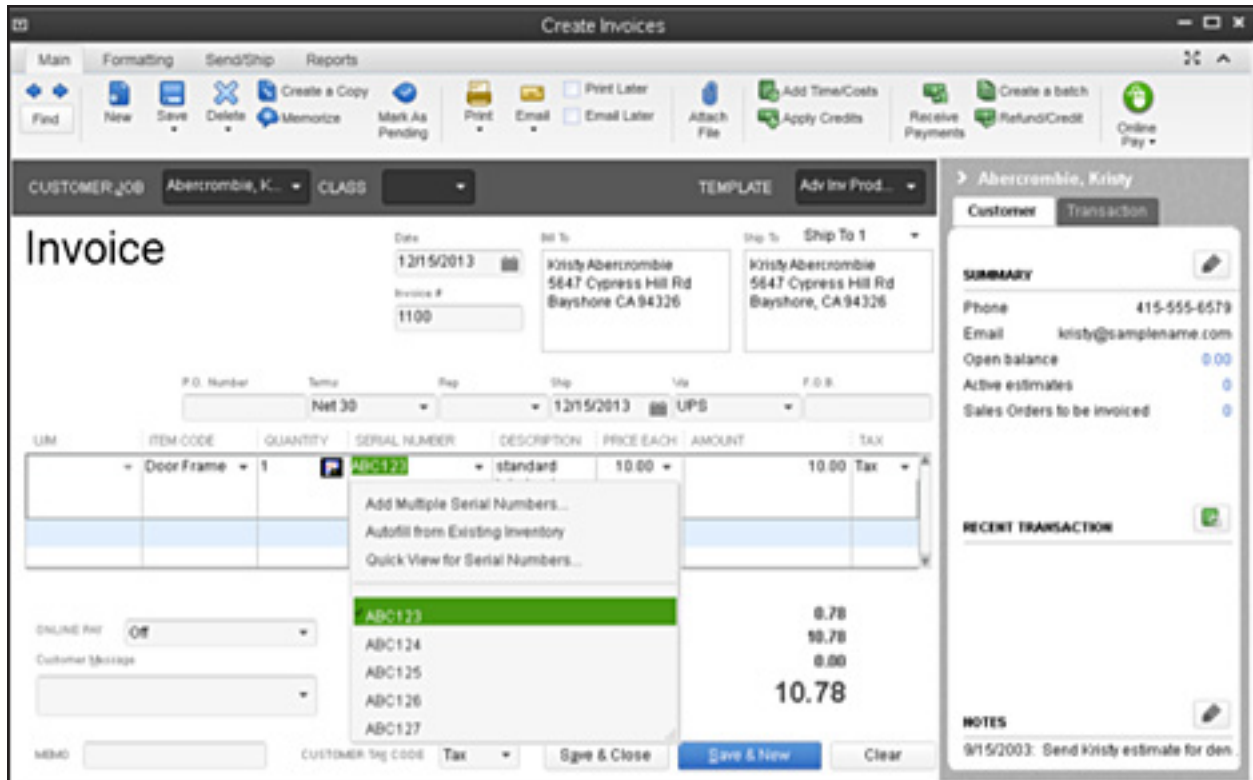 Create Invoices
Main Formatting Send/Ship Reports
Find New Save Delete Create a Copy Memorize Mark As Pending Print Email Print Later Email Later Attach File Add Time/Costs Apply Credits Receive Payments Create a batch Refund/Credit Online Pay
CUSTOMER:JOB Abercrombie, K... CLASS TEMPLATE Adv Inv Prod...
Invoice
Date
12/15/2013
Invoice #
1100
Bill To
Kristy Abercrombie
5647 Cypress Hill Rd
Bayshore CA 94326
Ship To Ship To 1
Kristy Abercrombie
5647 Cypress Hill Rd
Bayshore, CA 94326
P.O. Number Terms Rep Ship Via F.O.B.
Net 30 12/15/2013 UPS
U/M ITEM CODE QUANTITY SERIAL NUMBER DESCRIPTION PRICE EACH AMOUNT TAX
Door Frame 1 ABC123 standard 10.00 10.00 Tax
Add Multiple Serial Numbers...
Autofill from Existing Inventory
Quick View for Serial Numbers...
ABC123
ABC124
ABC125
ABC126
ABC127
0.78
10.78
0.00
10.78
ONLINE PAY Off
Customer Message
MEMO
CUSTOMER TAX CODE Tax
Save & Close Save & New Clear
Abercrombie, Kristy
Customer Transaction
SUMMARY
Phone 415-555-6579
Email kristy@samplename.com
Open balance 0.00
Active estimates 0
Sales Orders to be invoiced 0
RECENT TRANSACTION
NOTES
9/15/2003: Send Kristy estimate for den